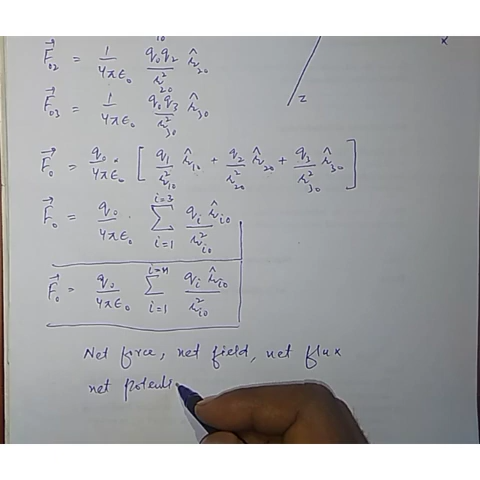 x
z
F⃗₀₂ = 1/4πε₀ q₀q₂/r²₂₀ r̂₂₀
F⃗₀₃ = 1/4πε₀ q₀q₃/r²₃₀ r̂₃₀
F⃗₀ = q₀/4πε₀ × [ q₁/r²₁₀ r̂₁₀ + q₂/r²₂₀ r̂₂₀ + q₃/r²₃₀ r̂₃₀ ]
F⃗₀ = q₀/4πε₀ · Σ i=1 i=3 qᵢ r̂ᵢ₀/r²ᵢ₀
F⃗₀ = q₀/4πε₀ Σ i=1 i=n qᵢ r̂ᵢ₀/r²ᵢ₀
Net force, net field, net flux
net potenti